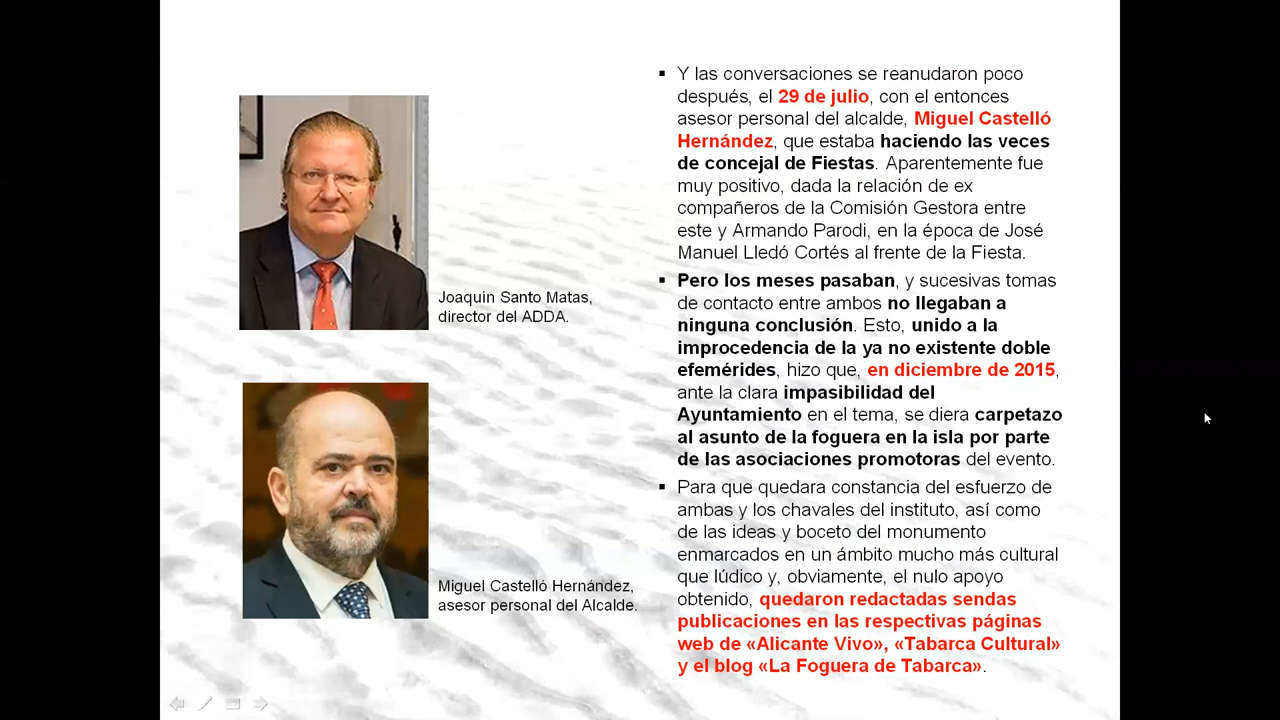 Joaquín Santo Matas,
director del ADDA.
Miguel Castelló Hernández,
asesor personal del Alcalde.
▪ Y las conversaciones se reanudaron poco
después, el 29 de julio, con el entonces
asesor personal del alcalde, Miguel Castelló
Hernández, que estaba haciendo las veces
de concejal de Fiestas. Aparentemente fue
muy positivo, dada la relación de ex
compañeros de la Comisión Gestora entre
este y Armando Parodi, en la época de José
Manuel Lledó Cortés al frente de la Fiesta.
▪ Pero los meses pasaban, y sucesivas tomas
de contacto entre ambos no llegaban a
ninguna conclusión. Esto, unido a la
improcedencia de la ya no existente doble
efemérides, hizo que, en diciembre de 2015,
ante la clara impasibilidad del
Ayuntamiento en el tema, se diera carpetazo
al asunto de la foguera en la isla por parte
de las asociaciones promotoras del evento.
▪ Para que quedara constancia del esfuerzo de
ambas y los chavales del instituto, así como
de las ideas y boceto del monumento
enmarcados en un ámbito mucho más cultural
que lúdico y, obviamente, el nulo apoyo
obtenido, quedaron redactadas sendas
publicaciones en las respectivas páginas
web de «Alicante Vivo», «Tabarca Cultural»
y el blog «La Foguera de Tabarca».